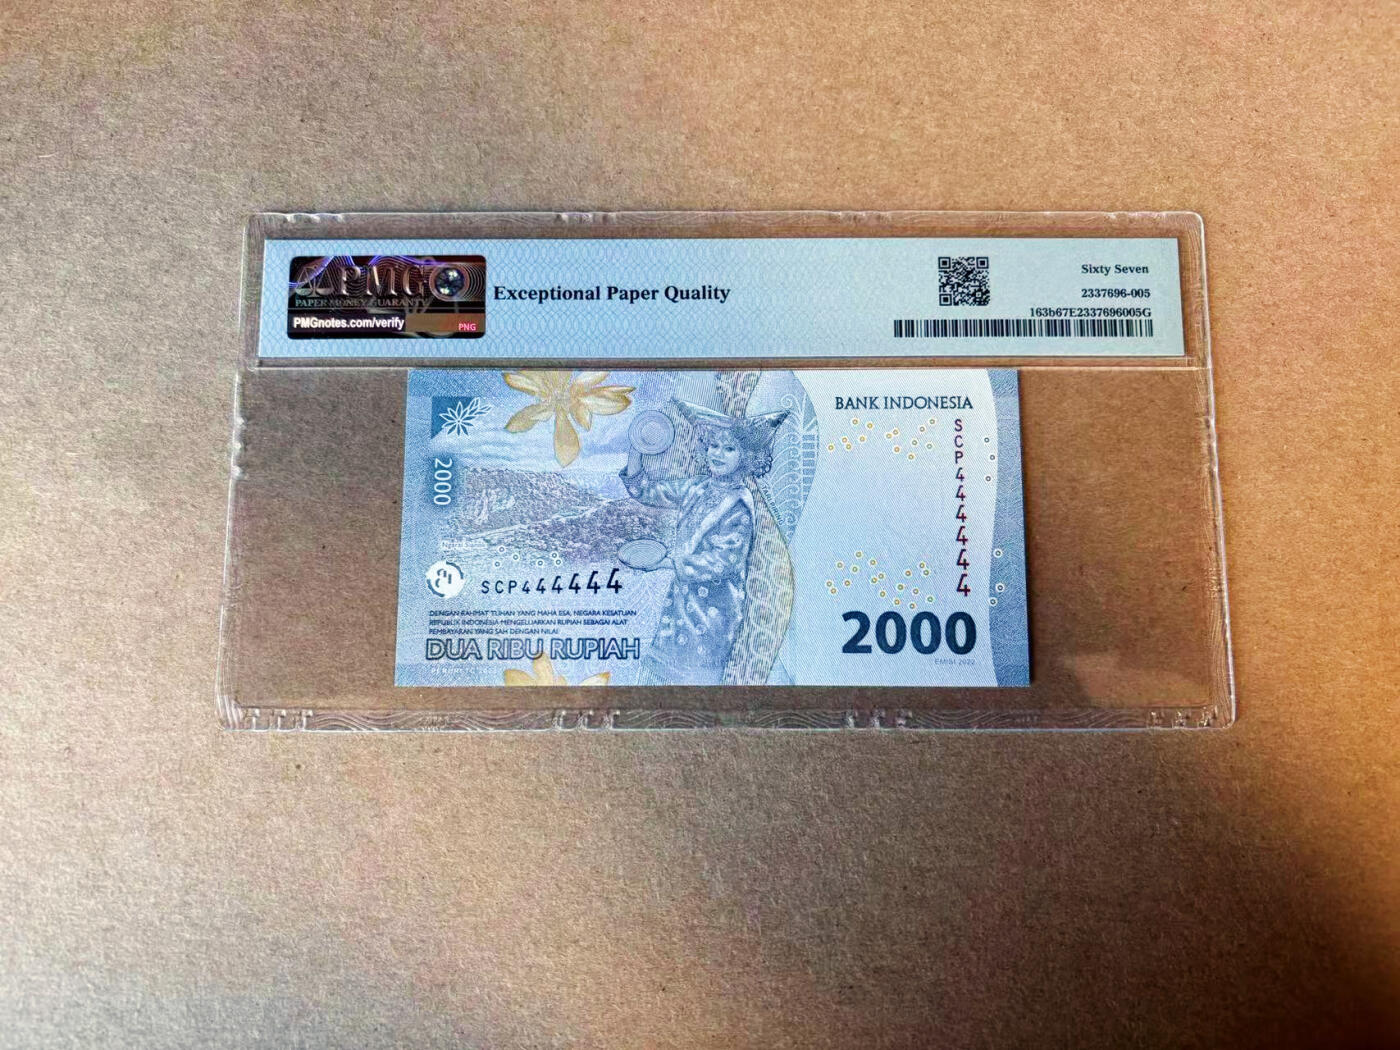 PMG
PAPER MONEY GUARANTY
PMGnotes.com/verify
PNG
Exceptional Paper Quality
Sixty Seven
2337696-005
163b67E2337696005G
BANK INDONESIA
SCP444444
2000
SCP444444
DENGAN RAHMAT TUHAN YANG MAHA ESA, NEGARA KESATUAN
REPUBLIK INDONESIA MENGELUARKAN RUPIAH SEBAGAI ALAT
PEMBAYARAN YANG SAH DENGAN NILAI
DUA RIBU RUPIAH
2000
EMISI 2022